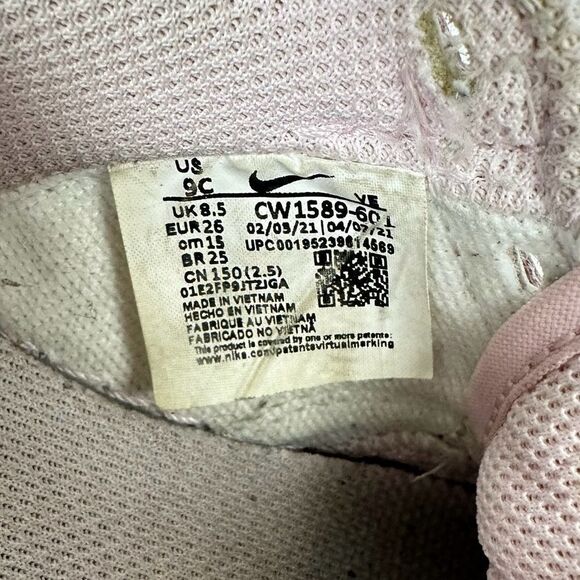 US
9C
VE
UK 8.5
CW1589-601
EUR 26
02/03/21 | 04/07/21
cm 15
UPC00195239614569
BR 25
CN 150 (2.5)
01E2FP9JTZJGA
MADE IN VIETNAM
HECHO EN VIETNAM
FABRIQUE AU VIETNAM
FABRICADO NO VIETNÃ
This product is covered by one or more patents:
www.nike.com/patentsvirtualmarking